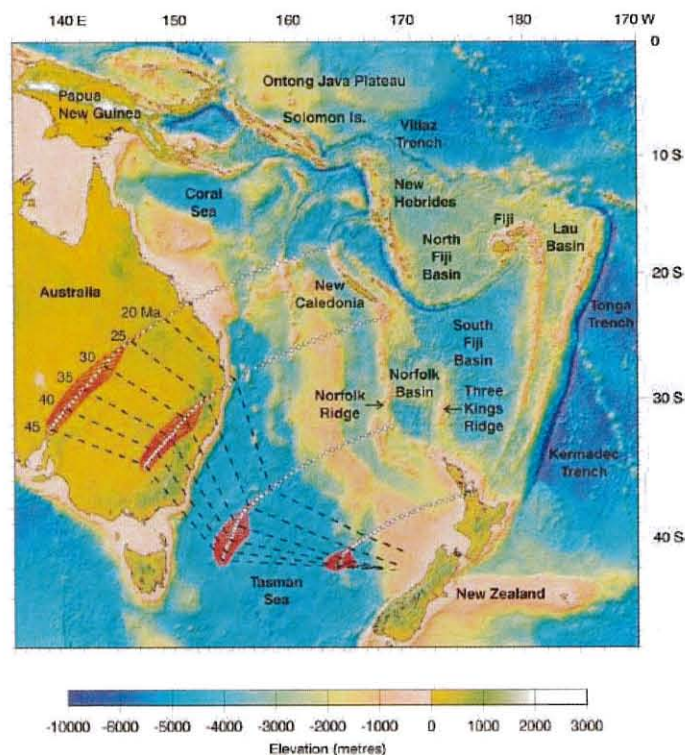 140 E 150 160 170 180 170 W
0
Ontong Java Plateau
Papua
New Guinea
Solomon Is.
Vitiaz
Trench
10 S
Coral
Sea
New
Hebrides
Fiji
Lau
Basin
North
Fiji
Basin
20 S
Australia
New
Caledonia
20 Ma
25
30
35
40
45
South
Fiji
Basin
Tonga
Trench
Norfolk
Basin
Norfolk
Ridge
Three
Kings
Ridge
30 S
Kermadec
Trench
40 S
Tasman
Sea
New Zealand
-10000 -6000 -5000 -4000 -3000 -2000 -1000 0 1000 2000 3000
Elevation (metres)